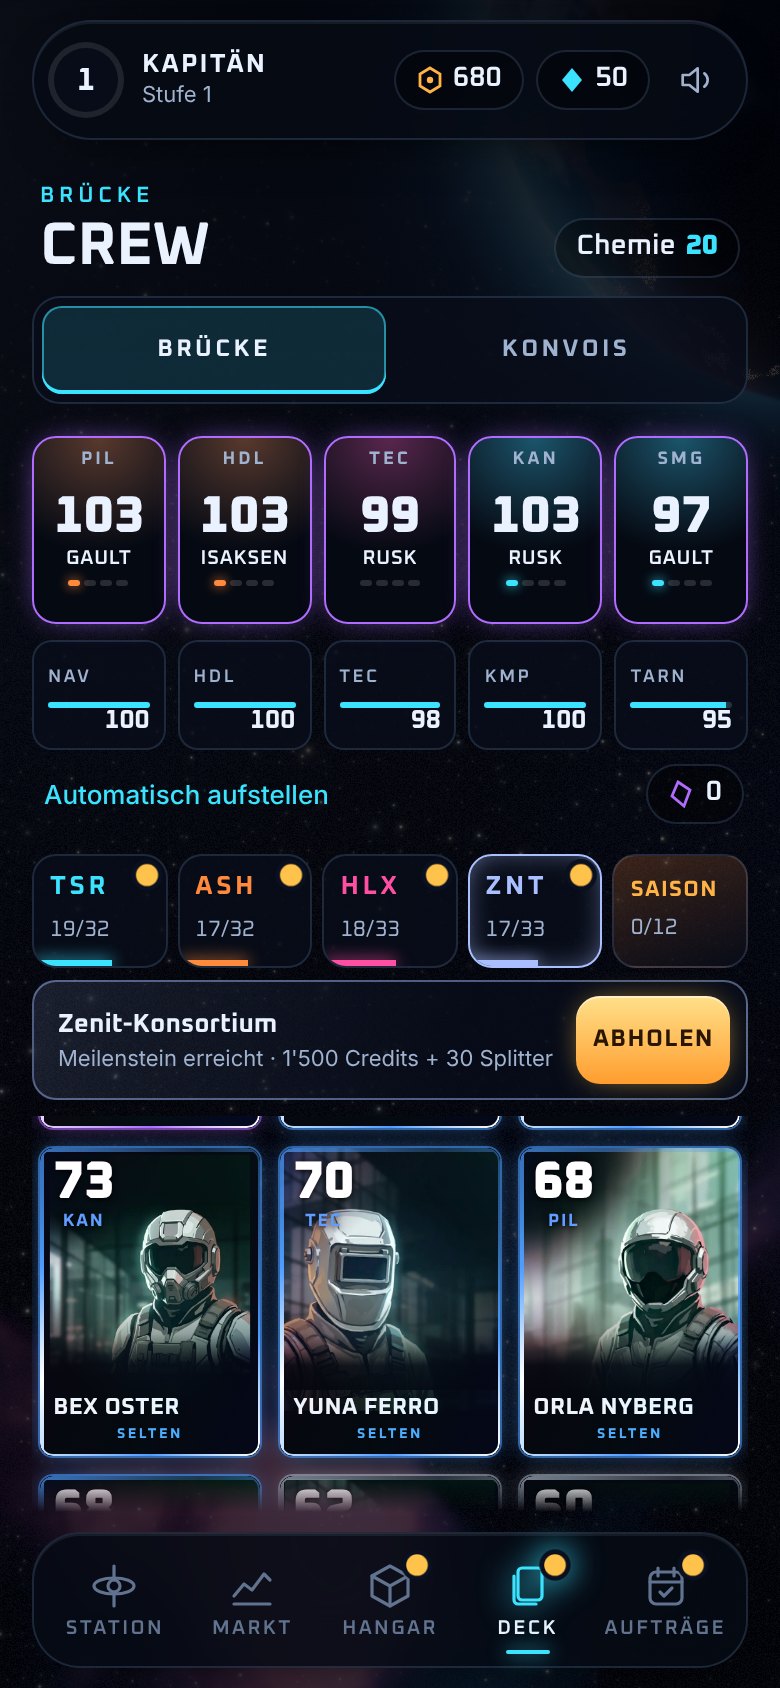 1
KAPITÄN
Stufe 1
680
50
BRÜCKE
CREW
Chemie 20
BRÜCKE
KONVOIS
PIL
103
GAULT
HDL
103
ISAKSEN
TEC
99
RUSK
KAN
103
RUSK
SMG
97
GAULT
NAV
100
HDL
100
TEC
98
KMP
100
TARN
95
Automatisch aufstellen
0
TSR
19/32
ASH
17/32
HLX
18/33
ZNT
17/33
SAISON
0/12
Zenit-Konsortium
Meilenstein erreicht · 1'500 Credits + 30 Splitter
ABHOLEN
73
KAN
BEX OSTER
SELTEN
70
TEC
YUNA FERRO
SELTEN
68
PIL
ORLA NYBERG
SELTEN
68
62
60
STATION
MARKT
HANGAR
DECK
AUFTRÄGE